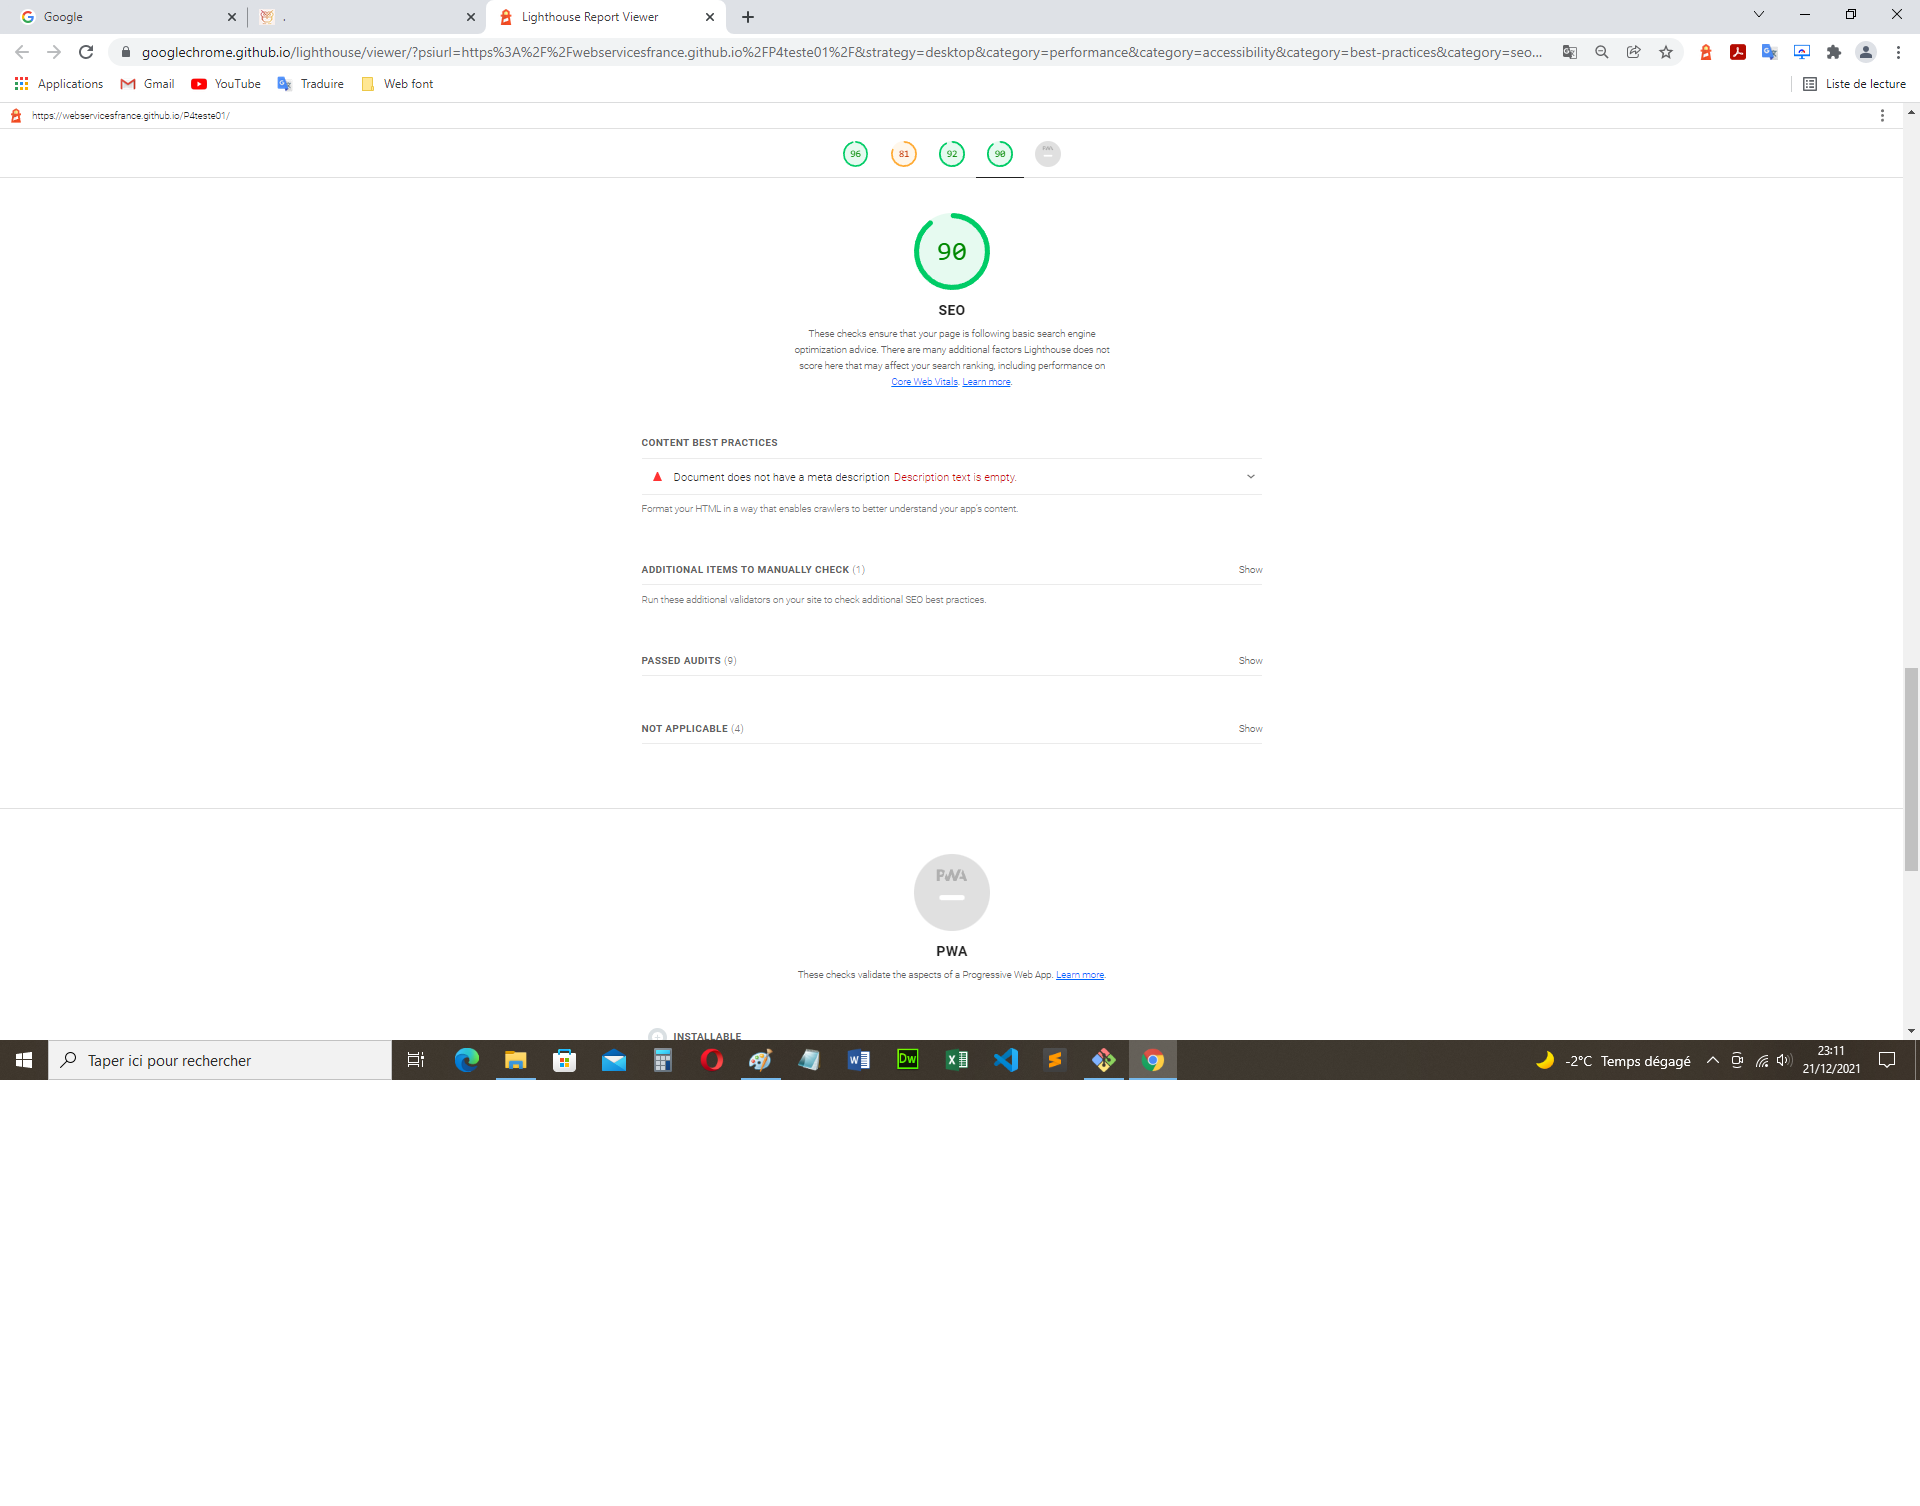 Google
.
Lighthouse Report Viewer
googlechrome.github.io/lighthouse/viewer/?psiurl=https%3A%2F%2Fwebservicesfrance.github.io%2FP4teste01%2F&strategy=desktop&category=performance&category=accessibility&category=best-practices&category=seo...
Applications Gmail YouTube Traduire Web font Liste de lecture
https://webservicesfrance.github.io/P4teste01/
96 81 92 90 PWA
90
SEO
These checks ensure that your page is following basic search engine
optimization advice. There are many additional factors Lighthouse does not
score here that may affect your search ranking, including performance on
Core Web Vitals. Learn more.
CONTENT BEST PRACTICES
Document does not have a meta description Description text is empty.
Format your HTML in a way that enables crawlers to better understand your app's content.
ADDITIONAL ITEMS TO MANUALLY CHECK (1) Show
Run these additional validators on your site to check additional SEO best practices.
PASSED AUDITS (9) Show
NOT APPLICABLE (4) Show
PWA
PWA
These checks validate the aspects of a Progressive Web App. Learn more.
INSTALLABLE
Taper ici pour rechercher
Dw
-2°C Temps dégagé
23:11
21/12/2021